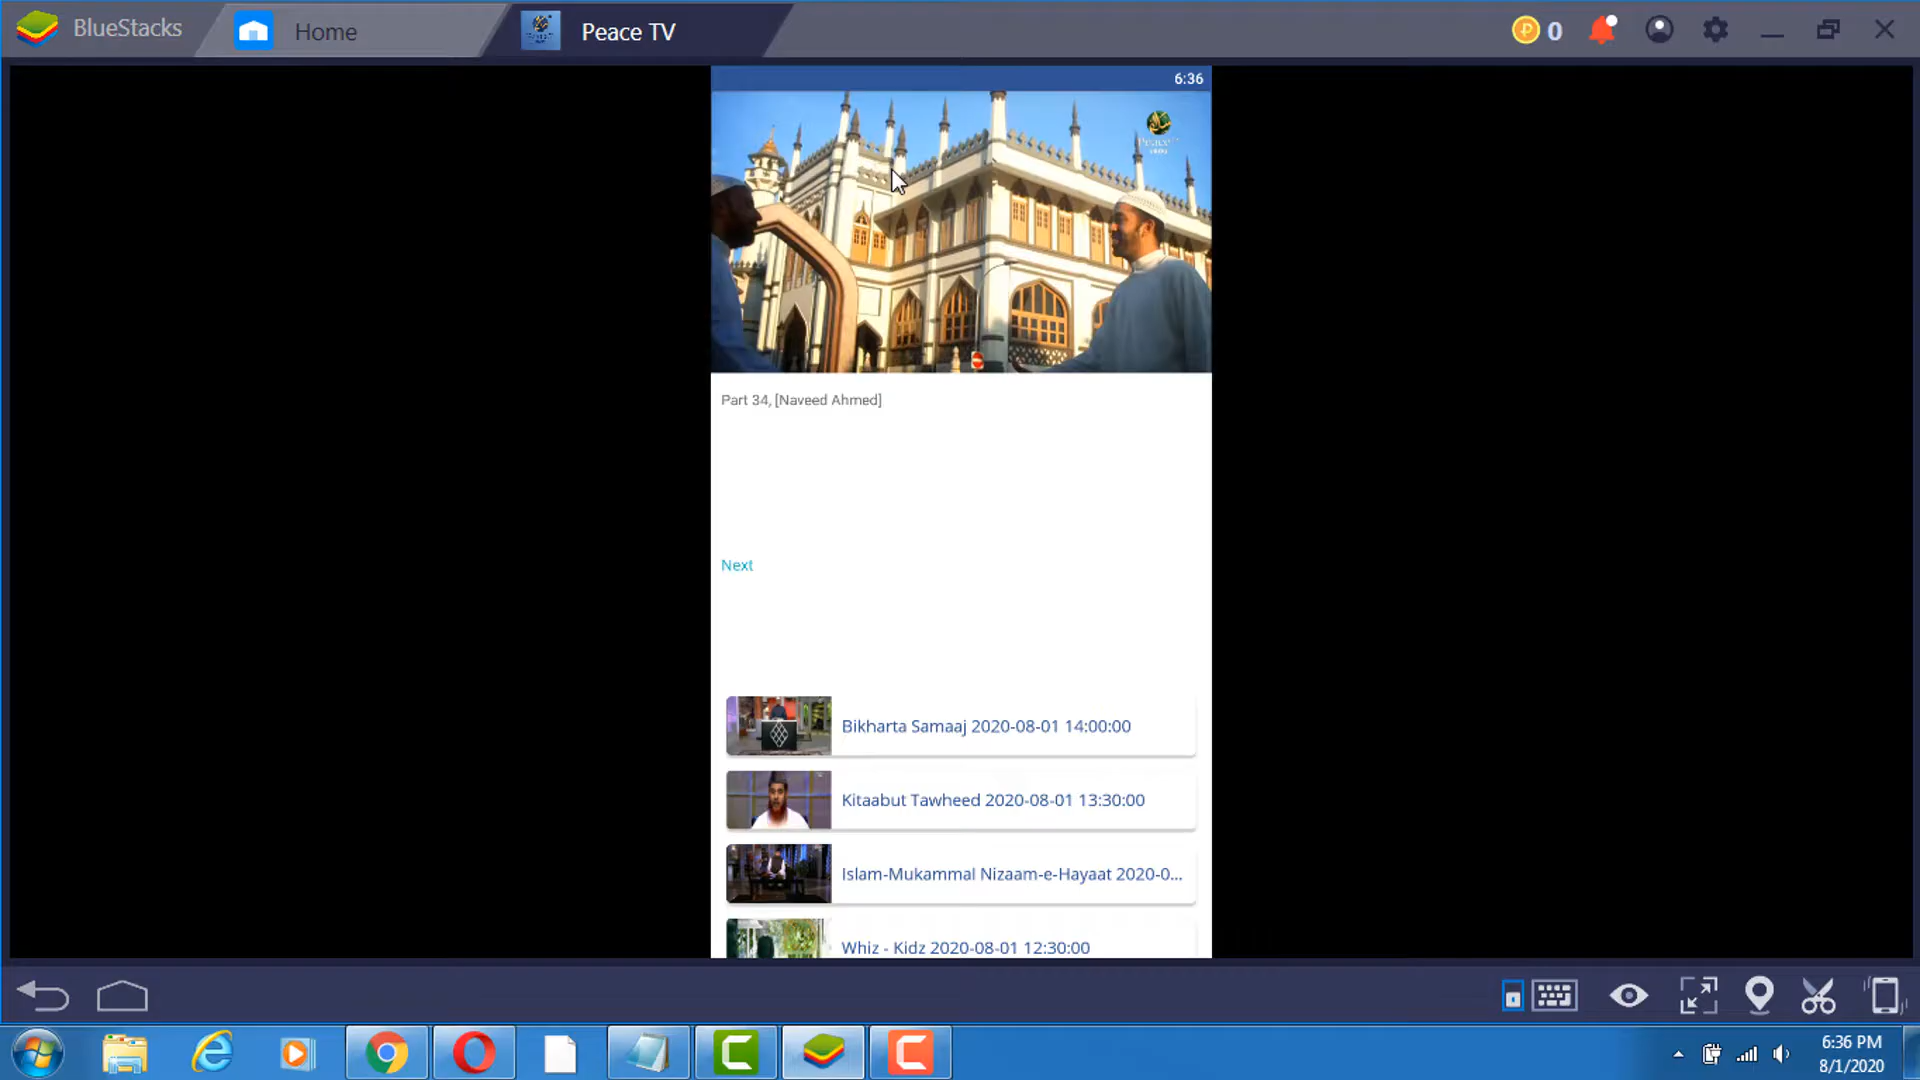 BlueStacks
Home
Peace TV
0
6:36
Peace
Part 34, [Naveed Ahmed]
Next
Bikharta Samaaj 2020-08-01 14:00:00
Kitaabut Tawheed 2020-08-01 13:30:00
Islam-Mukammal Nizaam-e-Hayaat 2020-0...
Whiz - Kidz 2020-08-01 12:30:00
6:36 PM
8/1/2020